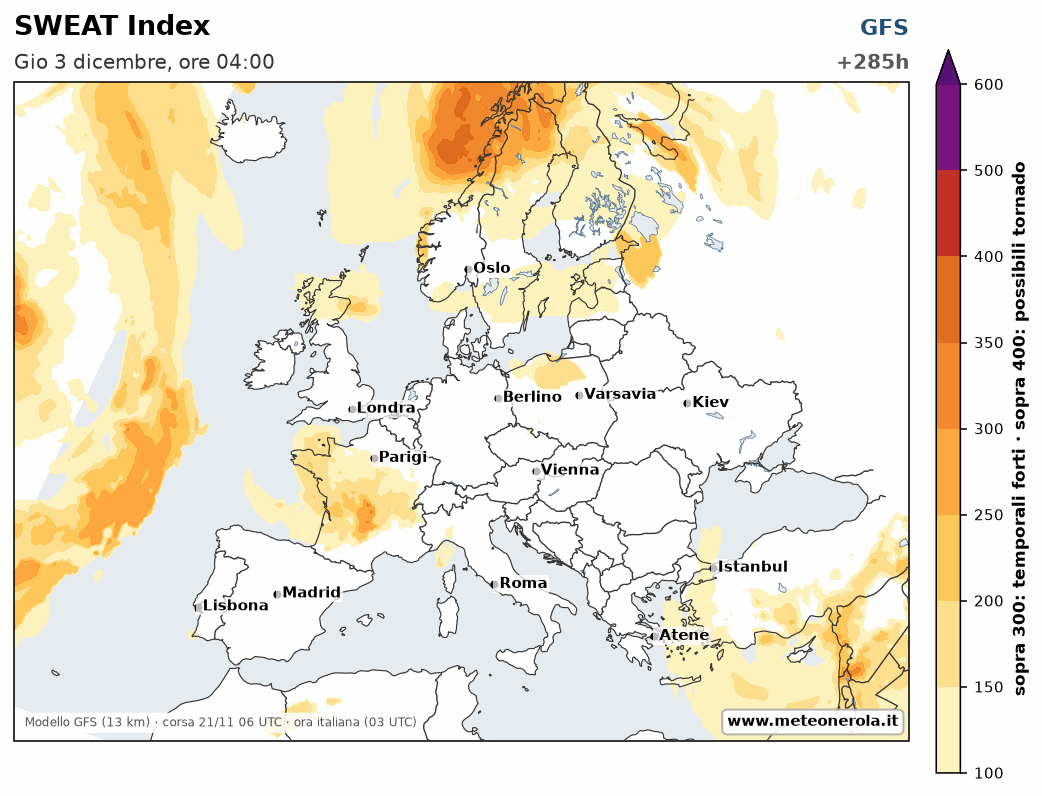 SWEAT Index
GFS
Gio 3 dicembre, ore 04:00
+285h
Oslo
Berlino
Varsavia
Kiev
Londra
Parigi
Vienna
Istanbul
Roma
Madrid
Lisbona
Atene
Modello GFS (13 km) · corsa 21/11 06 UTC · ora italiana (03 UTC)
www.meteonerola.it
600
500
400
350
300
250
200
150
100
sopra 300: temporali forti · sopra 400: possibili tornado